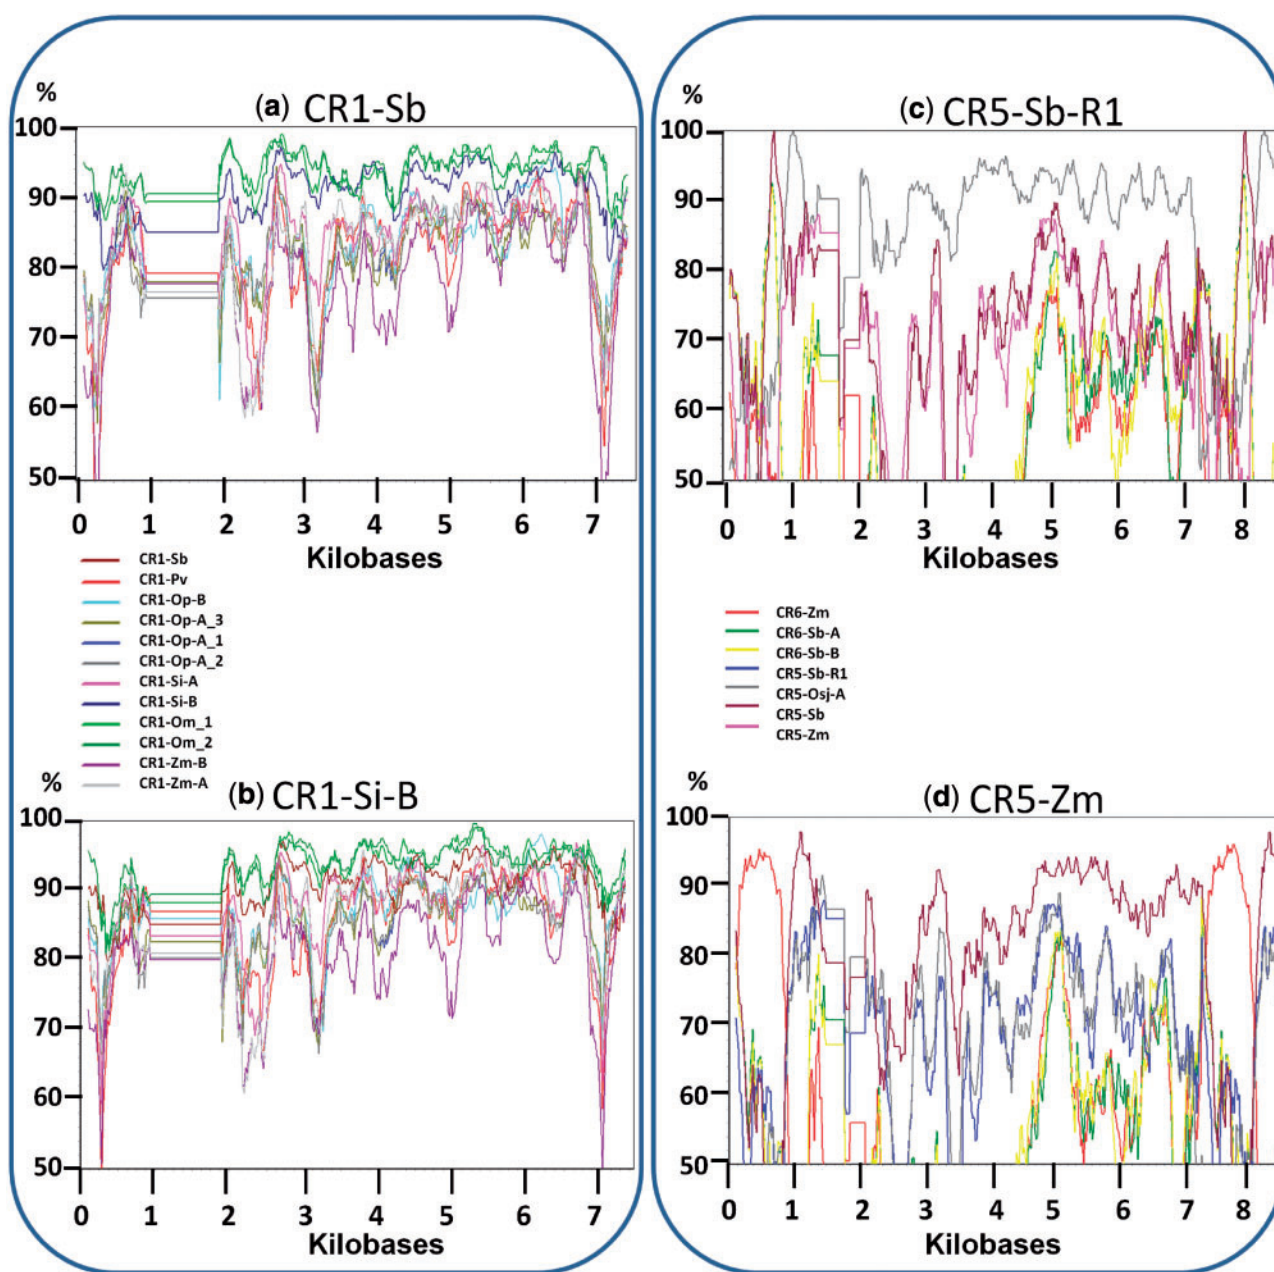 (a) CR1-Sb
%
100
90
80
70
60
50
0 1 2 3 4 5 6 7
Kilobases
CR1-Sb
CR1-Pv
CR1-Op-B
CR1-Op-A_3
CR1-Op-A_1
CR1-Op-A_2
CR1-Si-A
CR1-Si-B
CR1-Om_1
CR1-Om_2
CR1-Zm-B
CR1-Zm-A
(b) CR1-Si-B
%
100
90
80
70
60
50
0 1 2 3 4 5 6 7
Kilobases
(c) CR5-Sb-R1
%
100
90
80
70
60
50
0 1 2 3 4 5 6 7 8
Kilobases
CR6-Zm
CR6-Sb-A
CR6-Sb-B
CR5-Sb-R1
CR5-Osj-A
CR5-Sb
CR5-Zm
(d) CR5-Zm
%
100
90
80
70
60
50
0 1 2 3 4 5 6 7 8
Kilobases